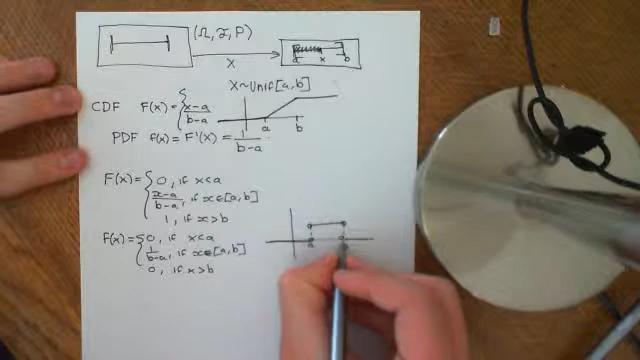 (Ω, F, P)
X
a x b
X~Unif[a,b]
CDF F(x) = { x-a / b-a
a b
PDF f(x) = F'(x) = 1 / b-a
F(x) = { 0, if x<a
x-a / b-a, if x∈[a,b]
1, if x>b
F(x) = { 0, if x<a
1 / b-a, if x∈[a,b]
0, if x>b
a